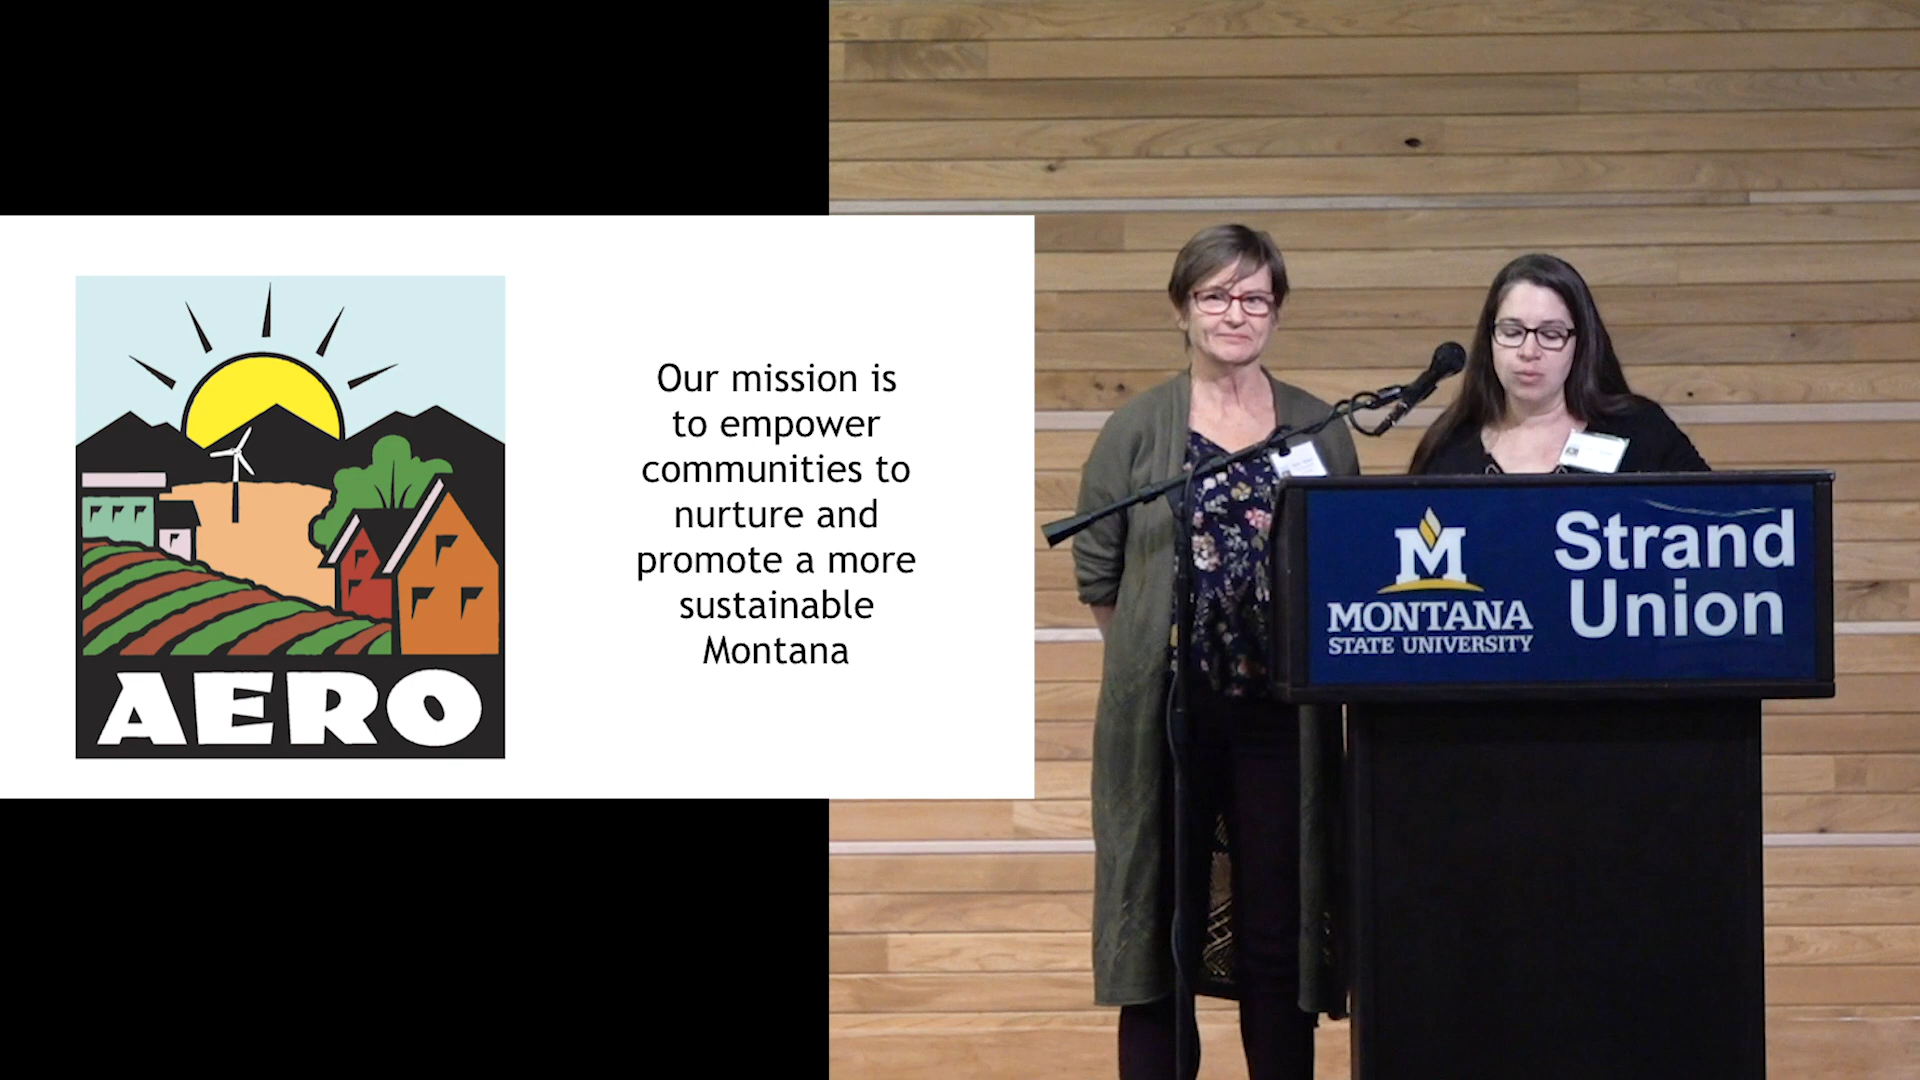 Our mission is
to empower
communities to
nurture and
promote a more
sustainable
Montana
AERO
M
MONTANA
STATE UNIVERSITY
Strand
Union